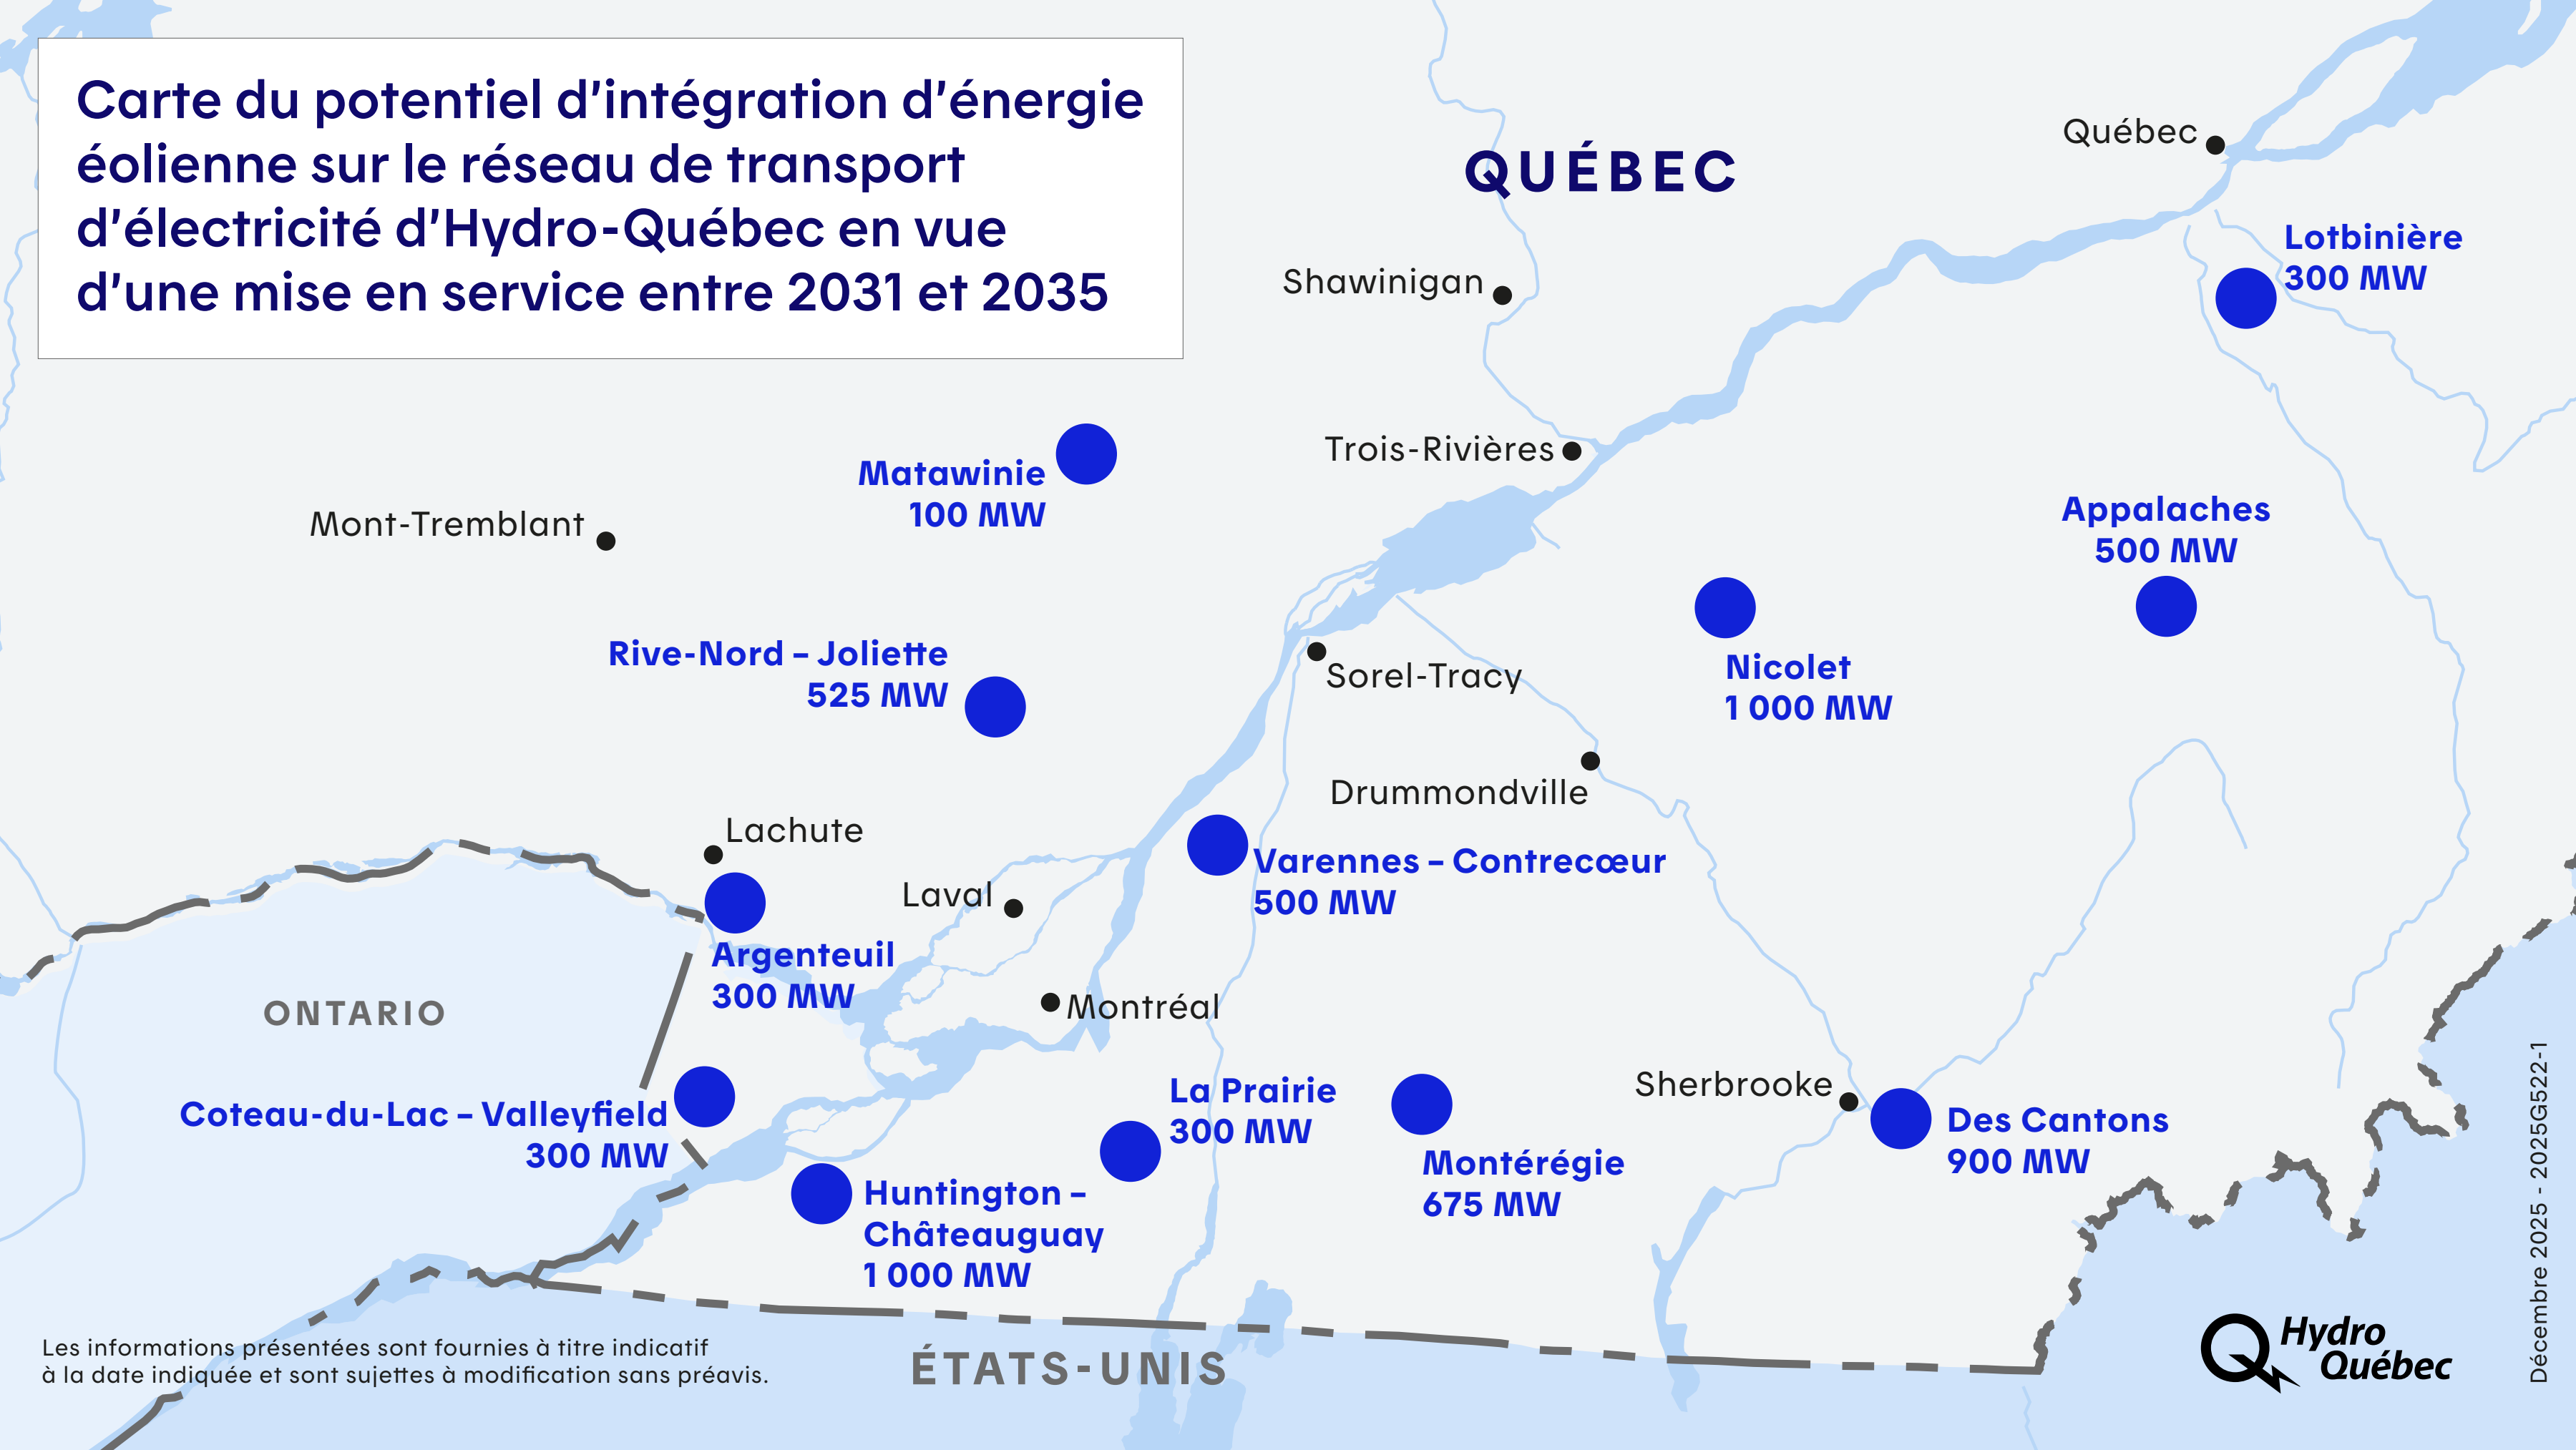 Carte du potentiel d'intégration d'énergie
éolienne sur le réseau de transport
d'électricité d'Hydro-Québec en vue
d'une mise en service entre 2031 et 2035
QUÉBEC
Québec
Lotbinière
300 MW
Shawinigan
Trois-Rivières
Matawinie
100 MW
Mont-Tremblant
Appalaches
500 MW
Rive-Nord – Joliette
525 MW
Sorel-Tracy
Nicolet
1 000 MW
Drummondville
Lachute
Varennes – Contrecœur
500 MW
Laval
Argenteuil
300 MW
Montréal
ONTARIO
Coteau-du-Lac – Valleyfield
300 MW
La Prairie
300 MW
Sherbrooke
Des Cantons
900 MW
Montérégie
675 MW
Huntington –
Châteauguay
1 000 MW
ÉTATS-UNIS
Les informations présentées sont fournies à titre indicatif
à la date indiquée et sont sujettes à modification sans préavis.
Hydro
Québec
Décembre 2025 - 2025G522-1